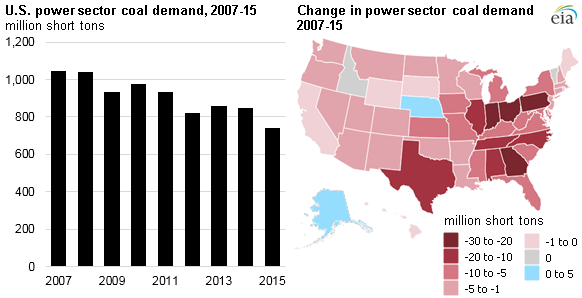 U.S. power sector coal demand, 2007-15
million short tons
1,200
1,000
800
600
400
200
0
2007
2009
2011
2013
2015
Change in power sector coal demand
2007-15
eia
million short tons
-30 to -20
-20 to -10
-10 to -5
-5 to -1
-1 to 0
0
0 to 5